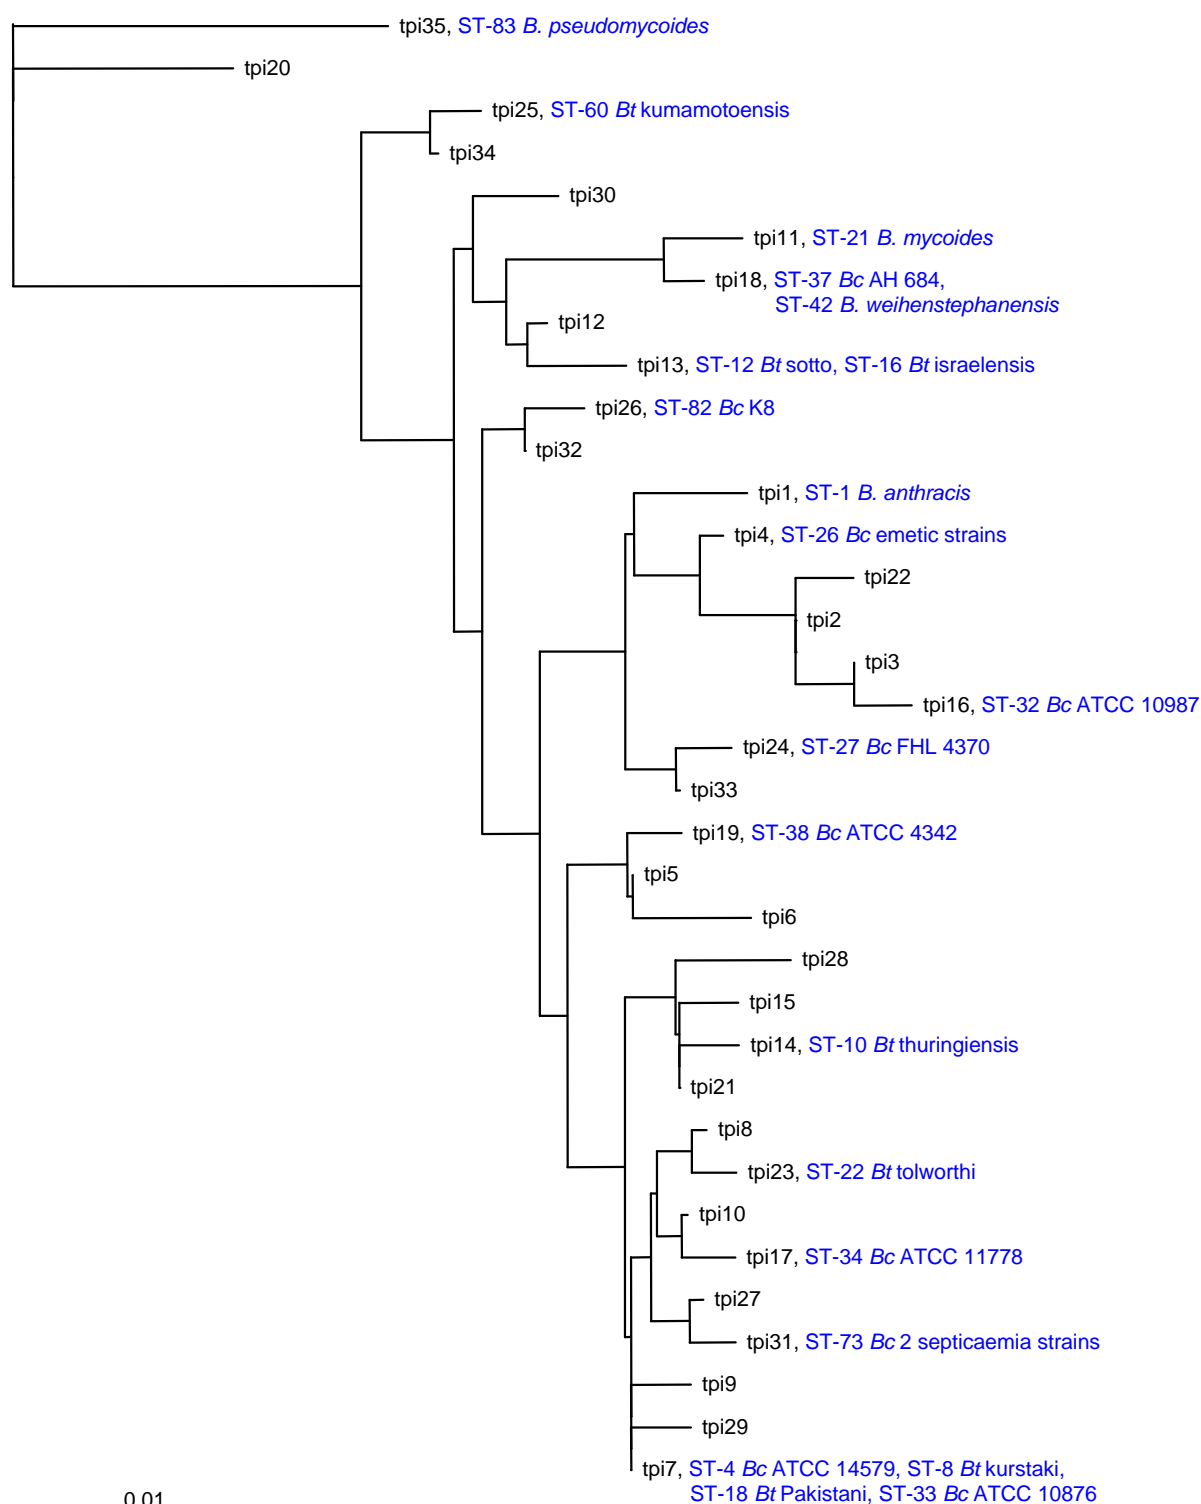 tpi35, ST-83 B. pseudomycoides
tpi20
tpi25, ST-60 Bt kumamotoensis
tpi34
tpi30
tpi11, ST-21 B. mycoides
tpi18, ST-37 Bc AH 684,
ST-42 B. weihenstephanensis
tpi12
tpi13, ST-12 Bt sotto, ST-16 Bt israelensis
tpi26, ST-82 Bc K8
tpi32
tpi1, ST-1 B. anthracis
tpi4, ST-26 Bc emetic strains
tpi22
tpi2
tpi3
tpi16, ST-32 Bc ATCC 10987
tpi24, ST-27 Bc FHL 4370
tpi33
tpi19, ST-38 Bc ATCC 4342
tpi5
tpi6
tpi28
tpi15
tpi14, ST-10 Bt thuringiensis
tpi21
tpi8
tpi23, ST-22 Bt tolworthi
tpi10
tpi17, ST-34 Bc ATCC 11778
tpi27
tpi31, ST-73 Bc 2 septicaemia strains
tpi9
tpi29
tpi7, ST-4 Bc ATCC 14579, ST-8 Bt kurstaki,
ST-18 Bt Pakistani, ST-33 Bc ATCC 10876
0.01